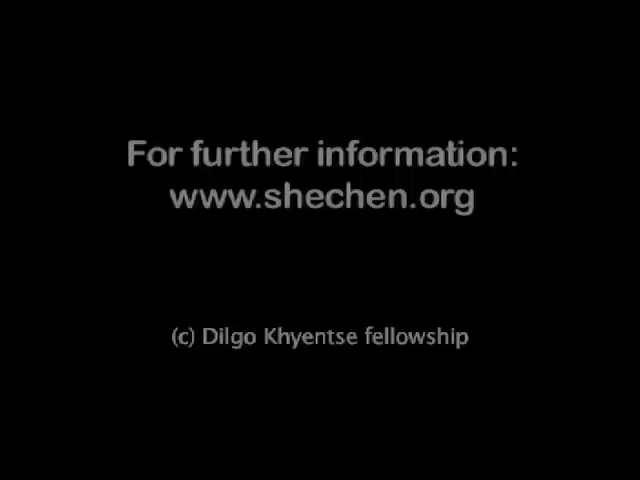 For further information:
www.shechen.org
(c) Dilgo Khyentse fellowship